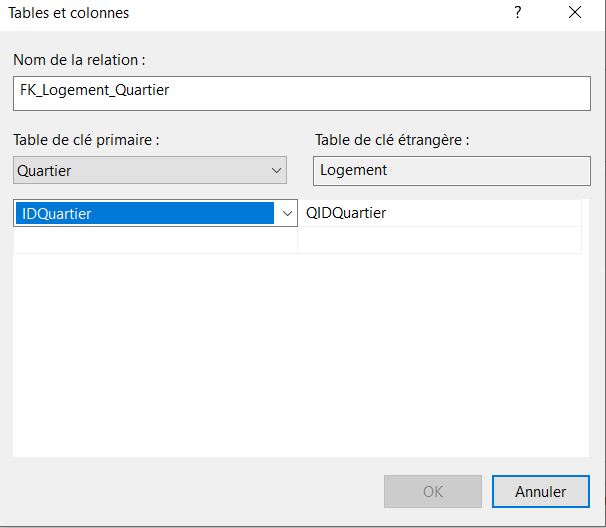 Tables et colonnes ?
Nom de la relation :
FK_Logement_Quartier
Table de clé primaire : Table de clé étrangère :
Quartier Logement
IDQuartier QIDQuartier
OK Annuler